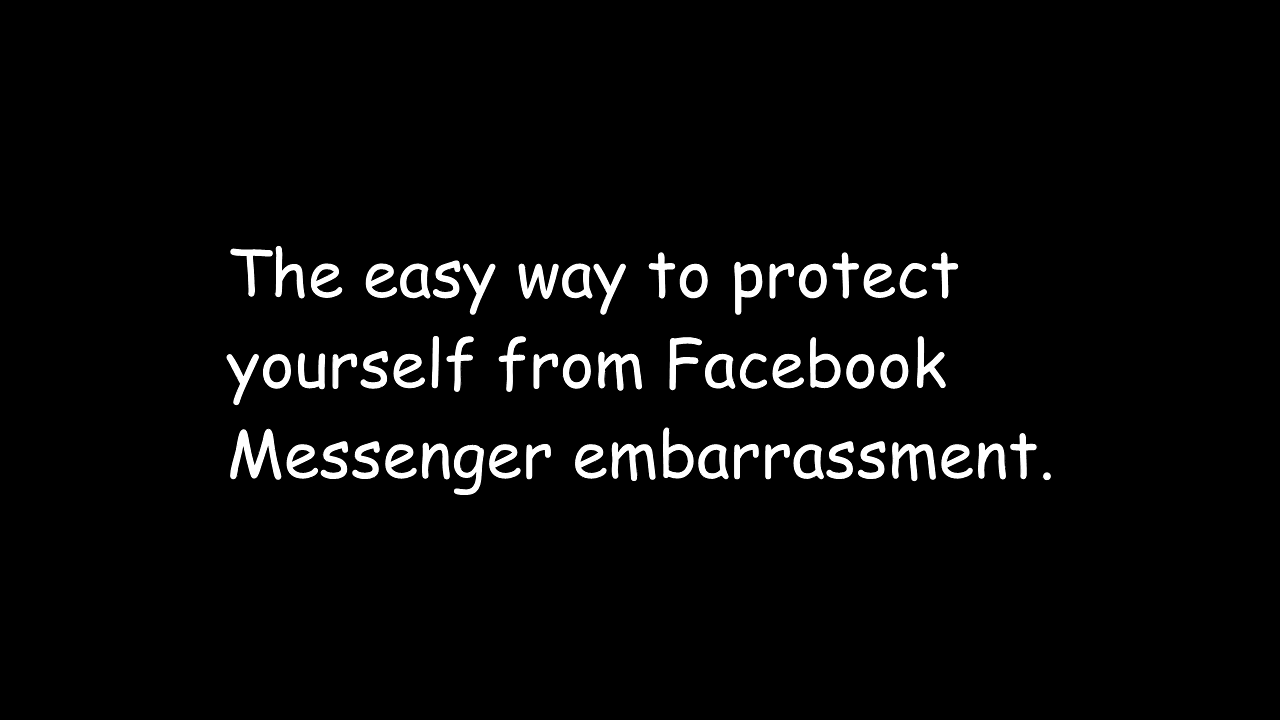 The easy way to protect
yourself from Facebook
Messenger embarrassment.